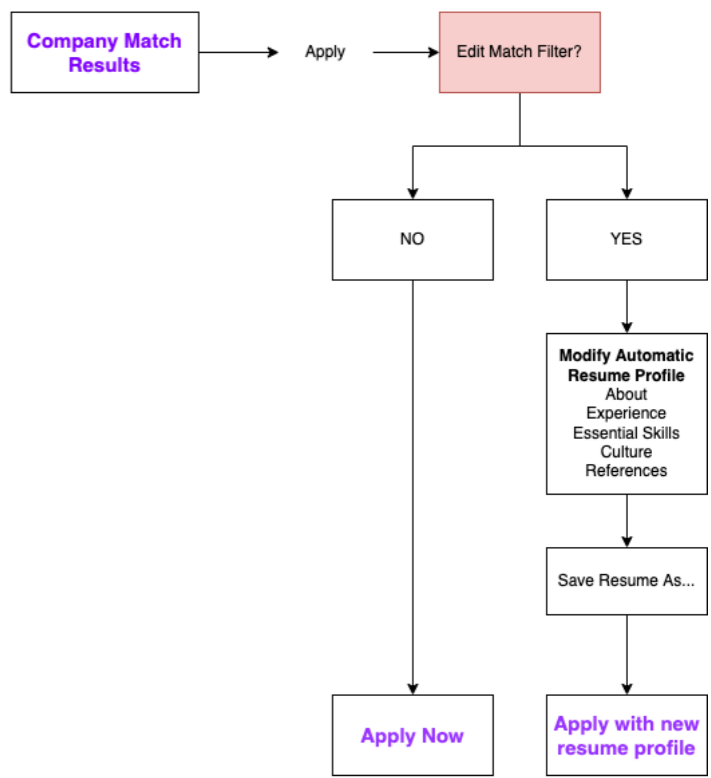 Company Match
Results
Apply
Edit Match Filter?
NO
YES
Modify Automatic
Resume Profile
About
Experience
Essential Skills
Culture
References
Save Resume As...
Apply Now
Apply with new
resume profile